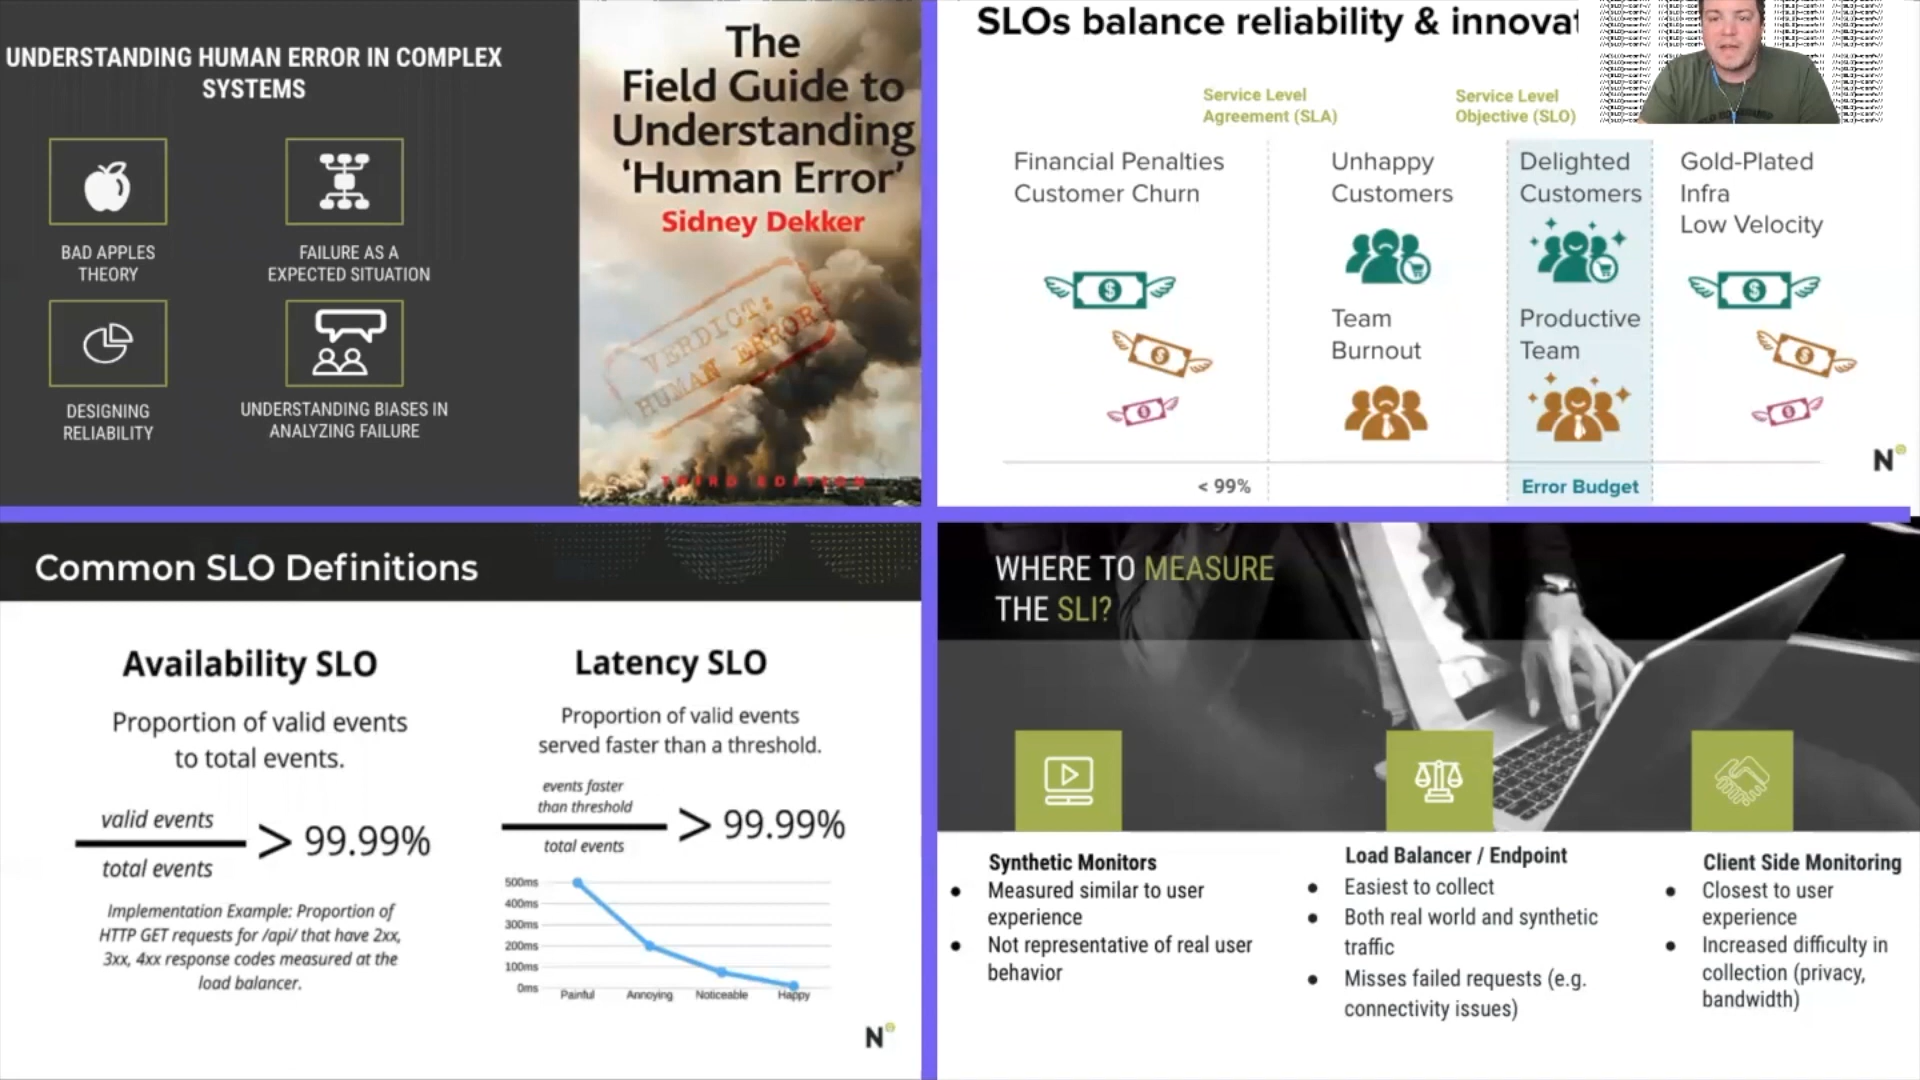 UNDERSTANDING HUMAN ERROR IN COMPLEX
SYSTEMS
BAD APPLES
THEORY
FAILURE AS A
EXPECTED SITUATION
DESIGNING
RELIABILITY
UNDERSTANDING BIASES IN
ANALYZING FAILURE
The
Field Guide to
Understanding
‘Human Error’
Sidney Dekker
VERDICT:
HUMAN ERROR
THIRD EDITION
SLOs balance reliability & innovat
Service Level
Agreement (SLA)
Service Level
Objective (SLO)
Financial Penalties
Customer Churn
Unhappy
Customers
Delighted
Customers
Gold-Plated
Infra
Low Velocity
Team
Burnout
Productive
Team
< 99%
Error Budget
N
Common SLO Definitions
Availability SLO
Proportion of valid events
to total events.
valid events
total events
> 99.99%
Implementation Example: Proportion of
HTTP GET requests for /api/ that have 2xx,
3xx, 4xx response codes measured at the
load balancer.
Latency SLO
Proportion of valid events
served faster than a threshold.
events faster
than threshold
total events
> 99.99%
500ms
400ms
300ms
200ms
100ms
0ms
Painful
Annoying
Noticeable
Happy
N
WHERE TO MEASURE
THE SLI?
Synthetic Monitors
● Measured similar to user
experience
● Not representative of real user
behavior
Load Balancer / Endpoint
● Easiest to collect
● Both real world and synthetic
traffic
● Misses failed requests (e.g.
connectivity issues)
Client Side Monitoring
● Closest to user
experience
● Increased difficulty in
collection (privacy,
bandwidth)